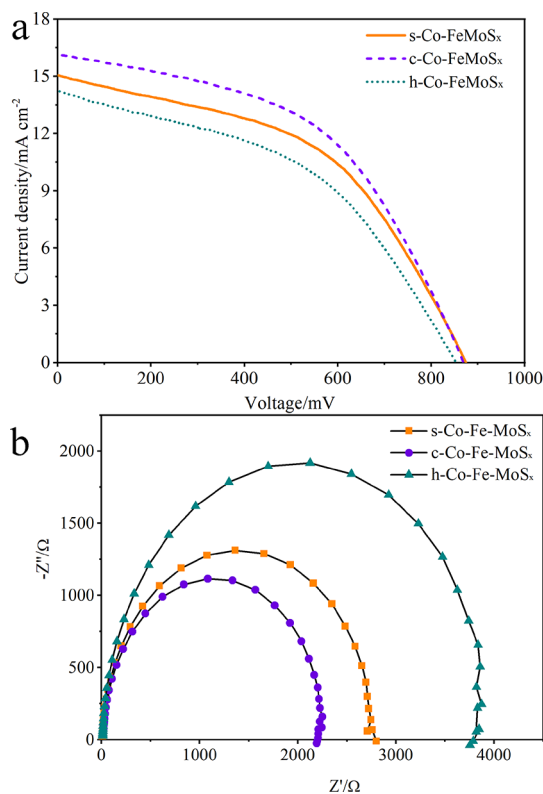 a
s-Co-FeMoSₓ
c-Co-FeMoSₓ
h-Co-FeMoSₓ
Current density/mA cm⁻²
18
15
12
9
6
3
0
0 200 400 600 800 1000
Voltage/mV
b
s-Co-Fe-MoSₓ
c-Co-Fe-MoSₓ
h-Co-Fe-MoSₓ
-Z''/Ω
2000
1500
1000
500
0
0 1000 2000 3000 4000
Z'/Ω